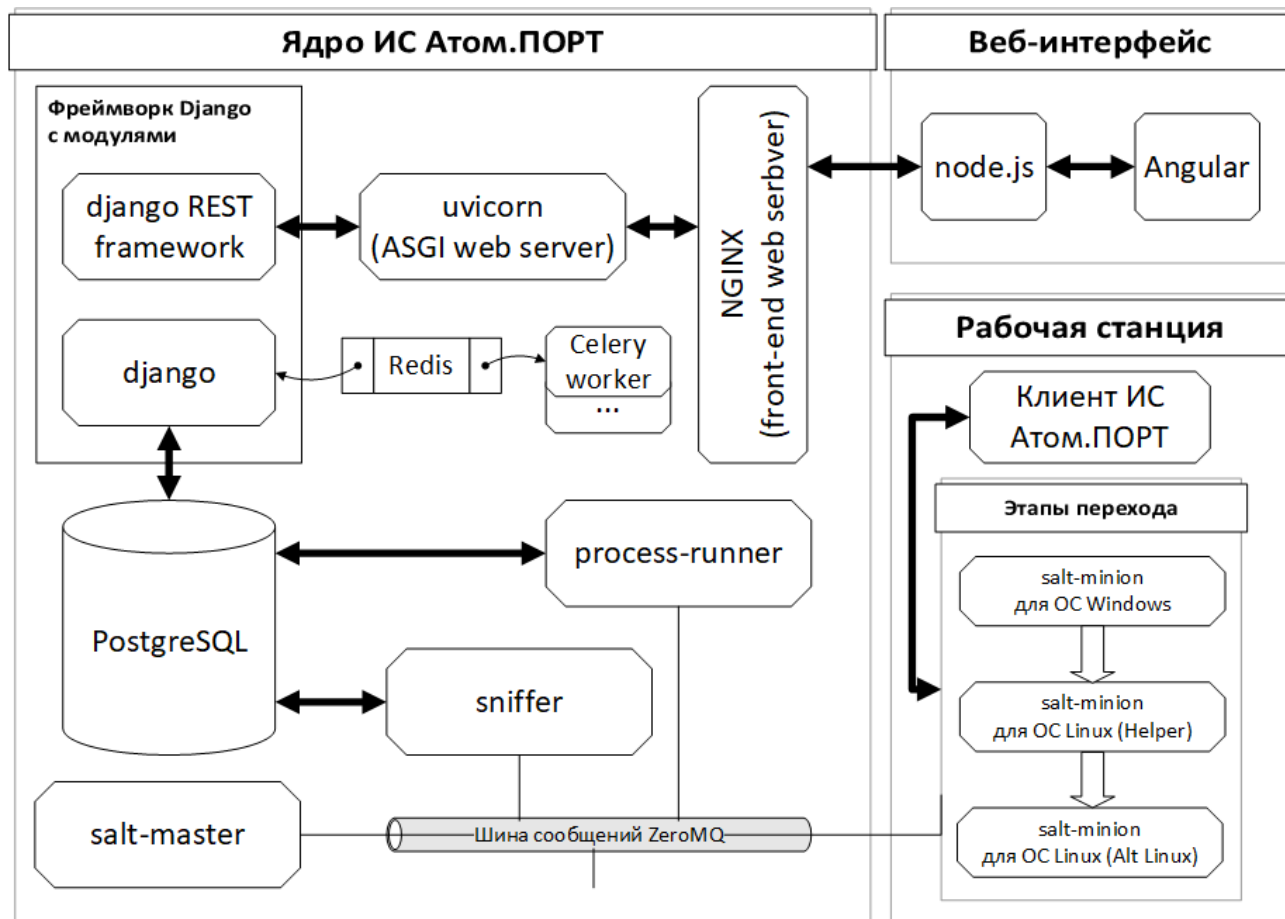 Ядро ИС Атом.ПОРТ
Фреймворк Django
с модулями
django REST
framework
uvicorn
(ASGI web server)
NGINX
(front-end web serbver)
django
Redis
Celery
worker
...
PostgreSQL
process-runner
sniffer
salt-master
Шина сообщений ZeroMQ
Веб-интерфейс
node.js
Angular
Рабочая станция
Клиент ИС
Атом.ПОРТ
Этапы перехода
salt-minion
для ОС Windows
salt-minion
для ОС Linux (Helper)
salt-minion
для ОС Linux (Alt Linux)